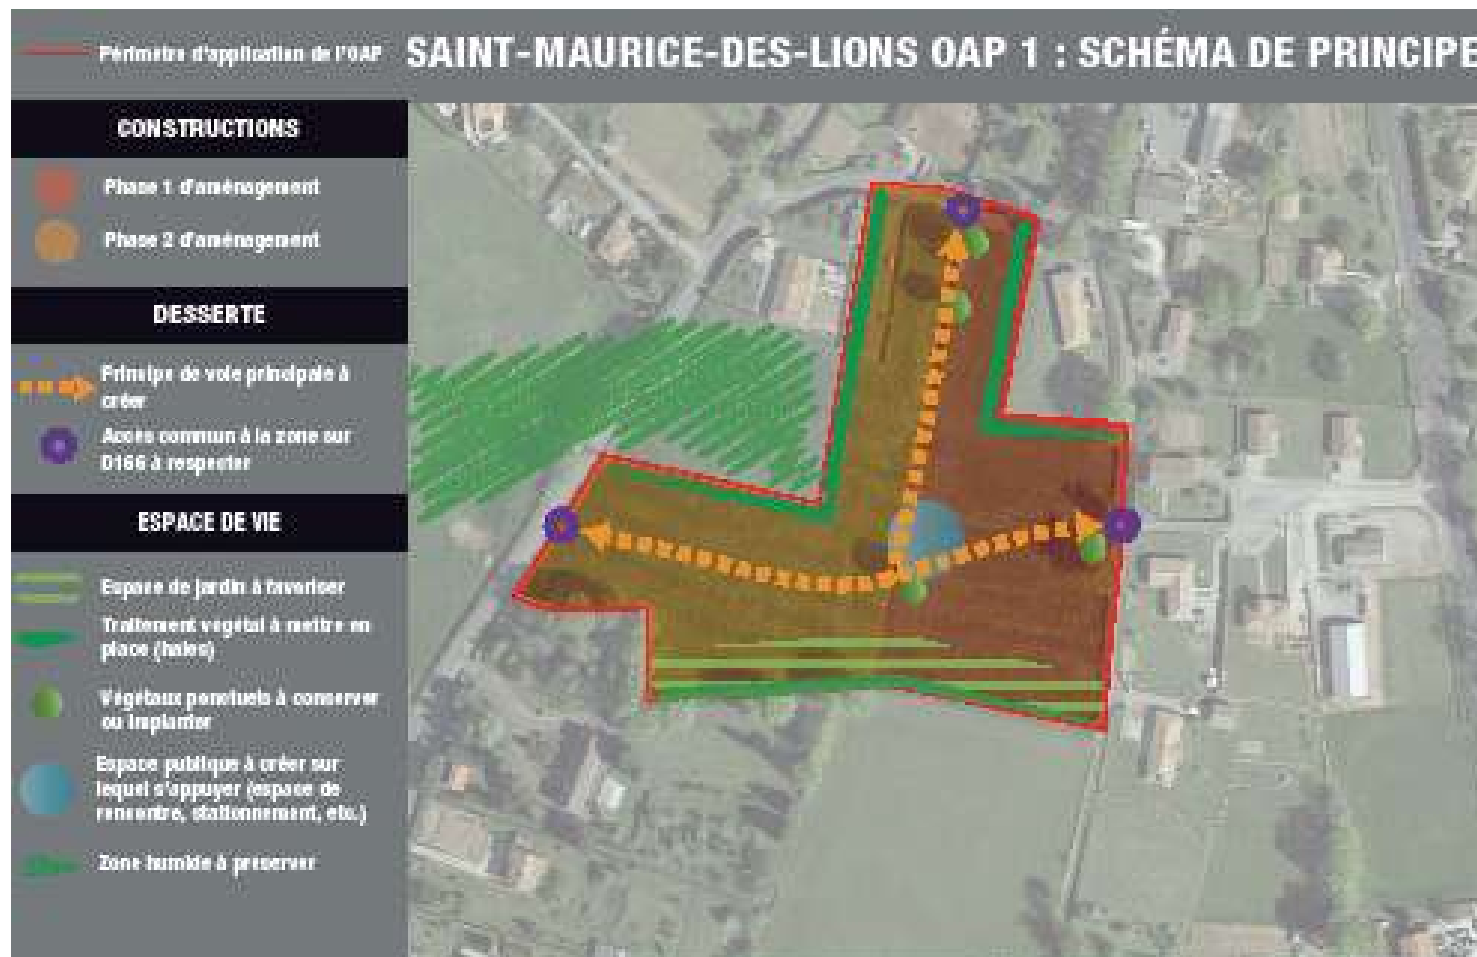 Périmètre d'application de l'OAP
SAINT-MAURICE-DES-LIONS OAP 1 : SCHÉMA DE PRINCIPE
CONSTRUCTIONS
Phase 1 d'aménagement
Phase 2 d'aménagement
DESSERTE
Principe de voie principale à
créer
Accès commun à la zone sur
D166 à respecter
ESPACE DE VIE
Espace de jardin à favoriser
Traitement végétal à mettre en
place (haies)
Végétaux ponctuels à conserver
ou implanter
Espace publique à créer sur
lequel s'appuyer (espace de
rencontre, stationnement, etc.)
Zone humide à préserver